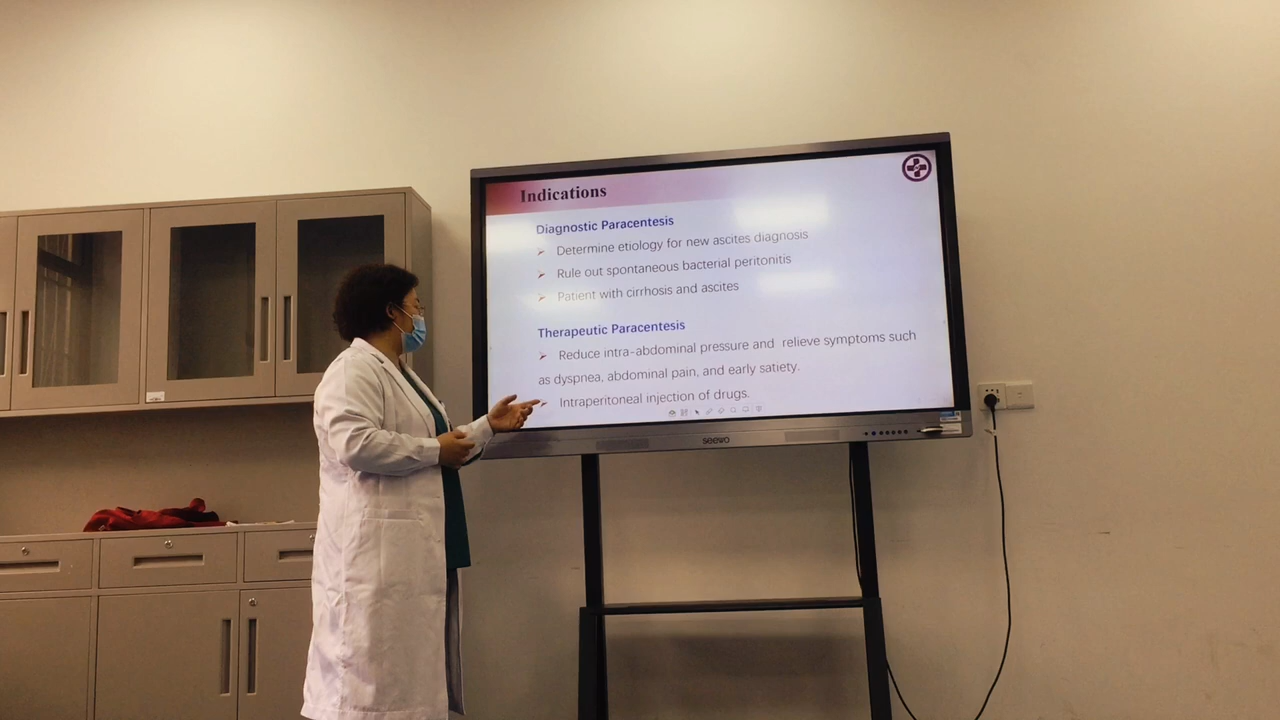 Indications
Diagnostic Paracentesis
Determine etiology for new ascites diagnosis
Rule out spontaneous bacterial peritonitis
Patient with cirrhosis and ascites
Therapeutic Paracentesis
Reduce intra-abdominal pressure and relieve symptoms such
as dyspnea, abdominal pain, and early satiety.
Intraperitoneal injection of drugs.
seewo